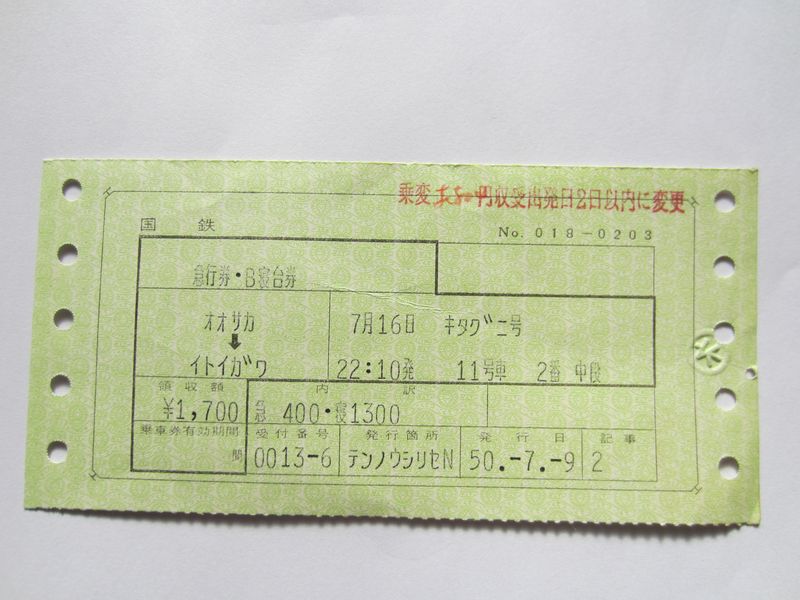 乗変 円収受出発日2日以内に変更
国鉄 No. 018-0203
急行券・B寝台券
オオサカ 7月16日 キタグニ号
↓
イトイガワ 22:10発 11号車 2番 中段
領収額 内訳
¥1,700 急 400・寝1300
乗車券有効期間 受付番号 発行箇所 発行日 記事
間 0013-6 テンノウシリセN 50.-7.-9 2